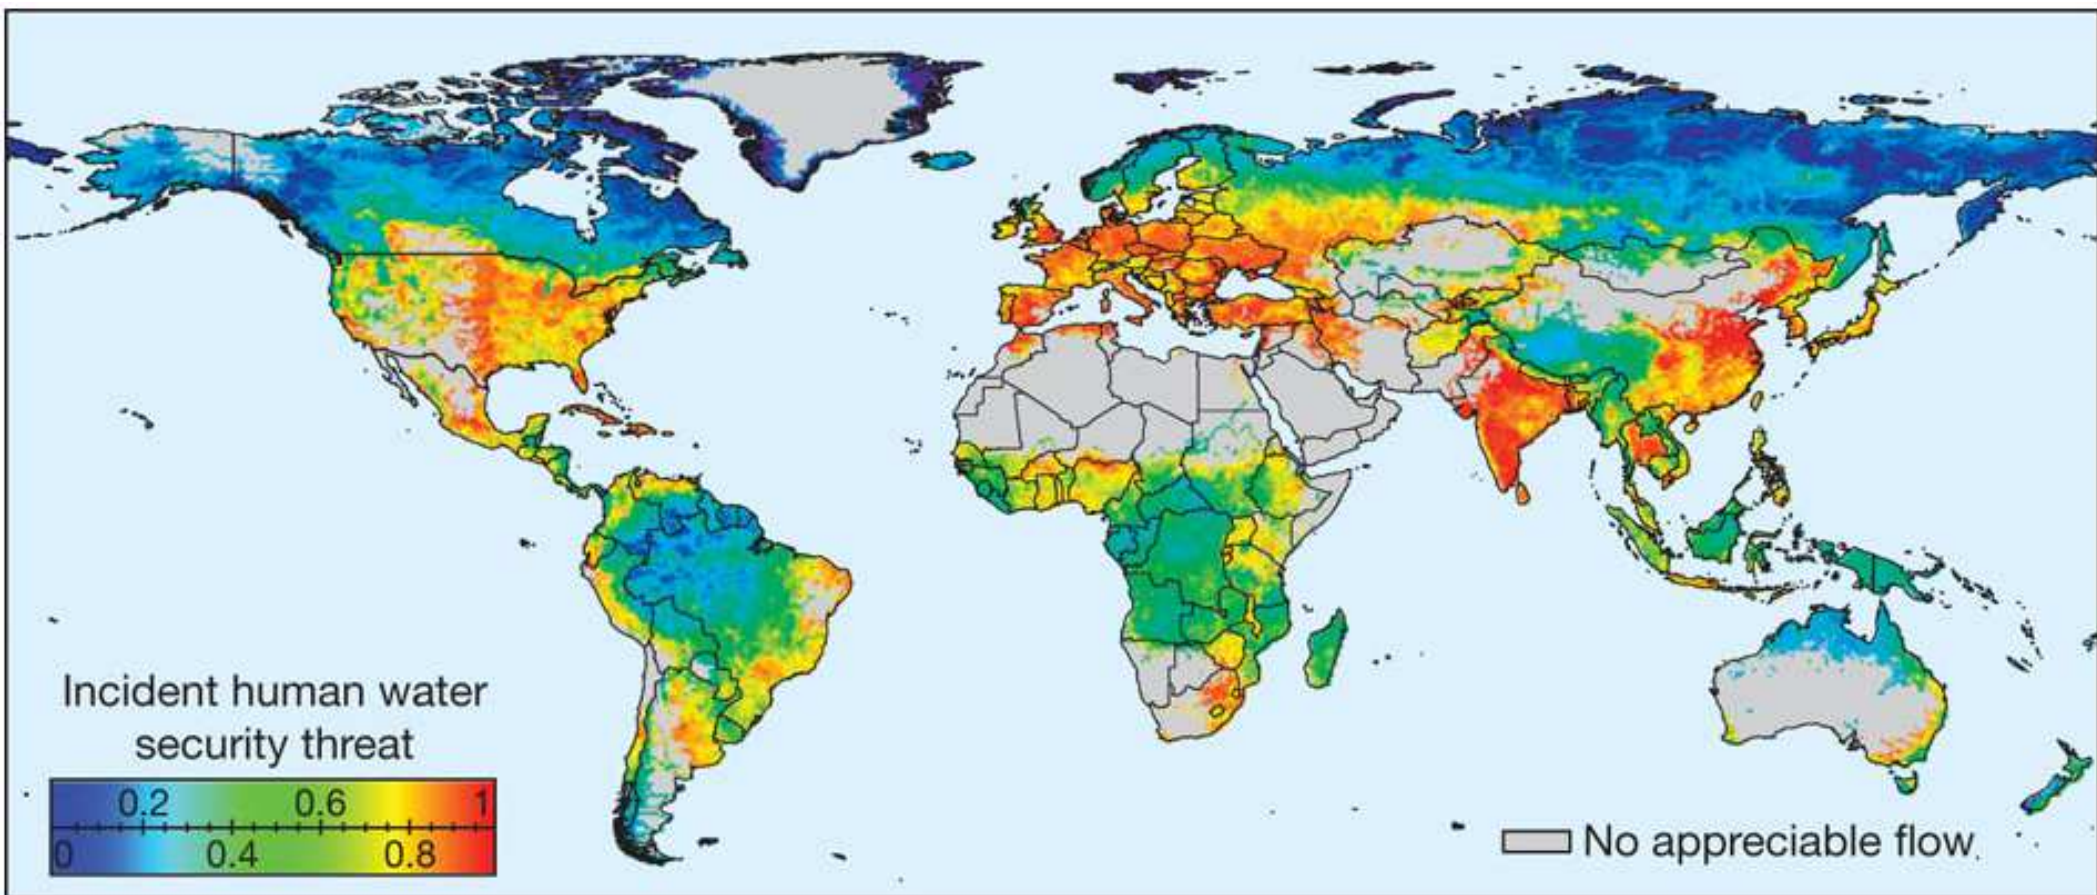 Incident human water
security threat
0.2 0.6 1
0 0.4 0.8
No appreciable flow